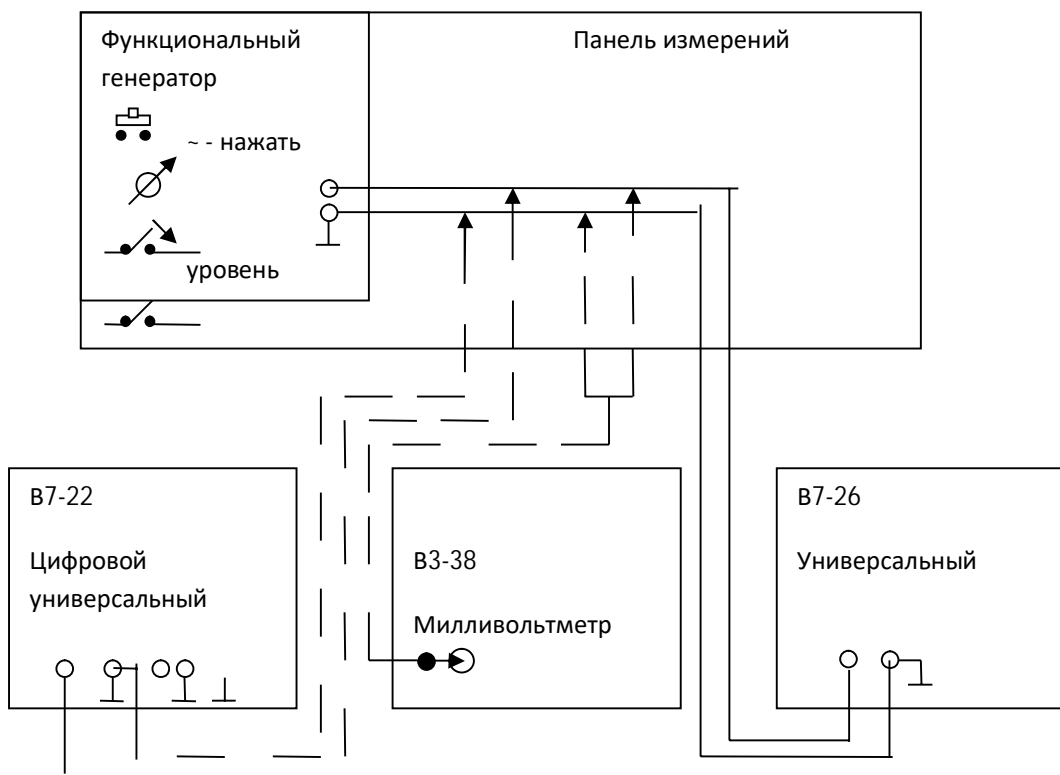 Функциональный
генератор
Панель измерений
~ - нажать
уровень
В7-22
Цифровой
универсальный
В3-38
Милливольтметр
В7-26
Универсальный